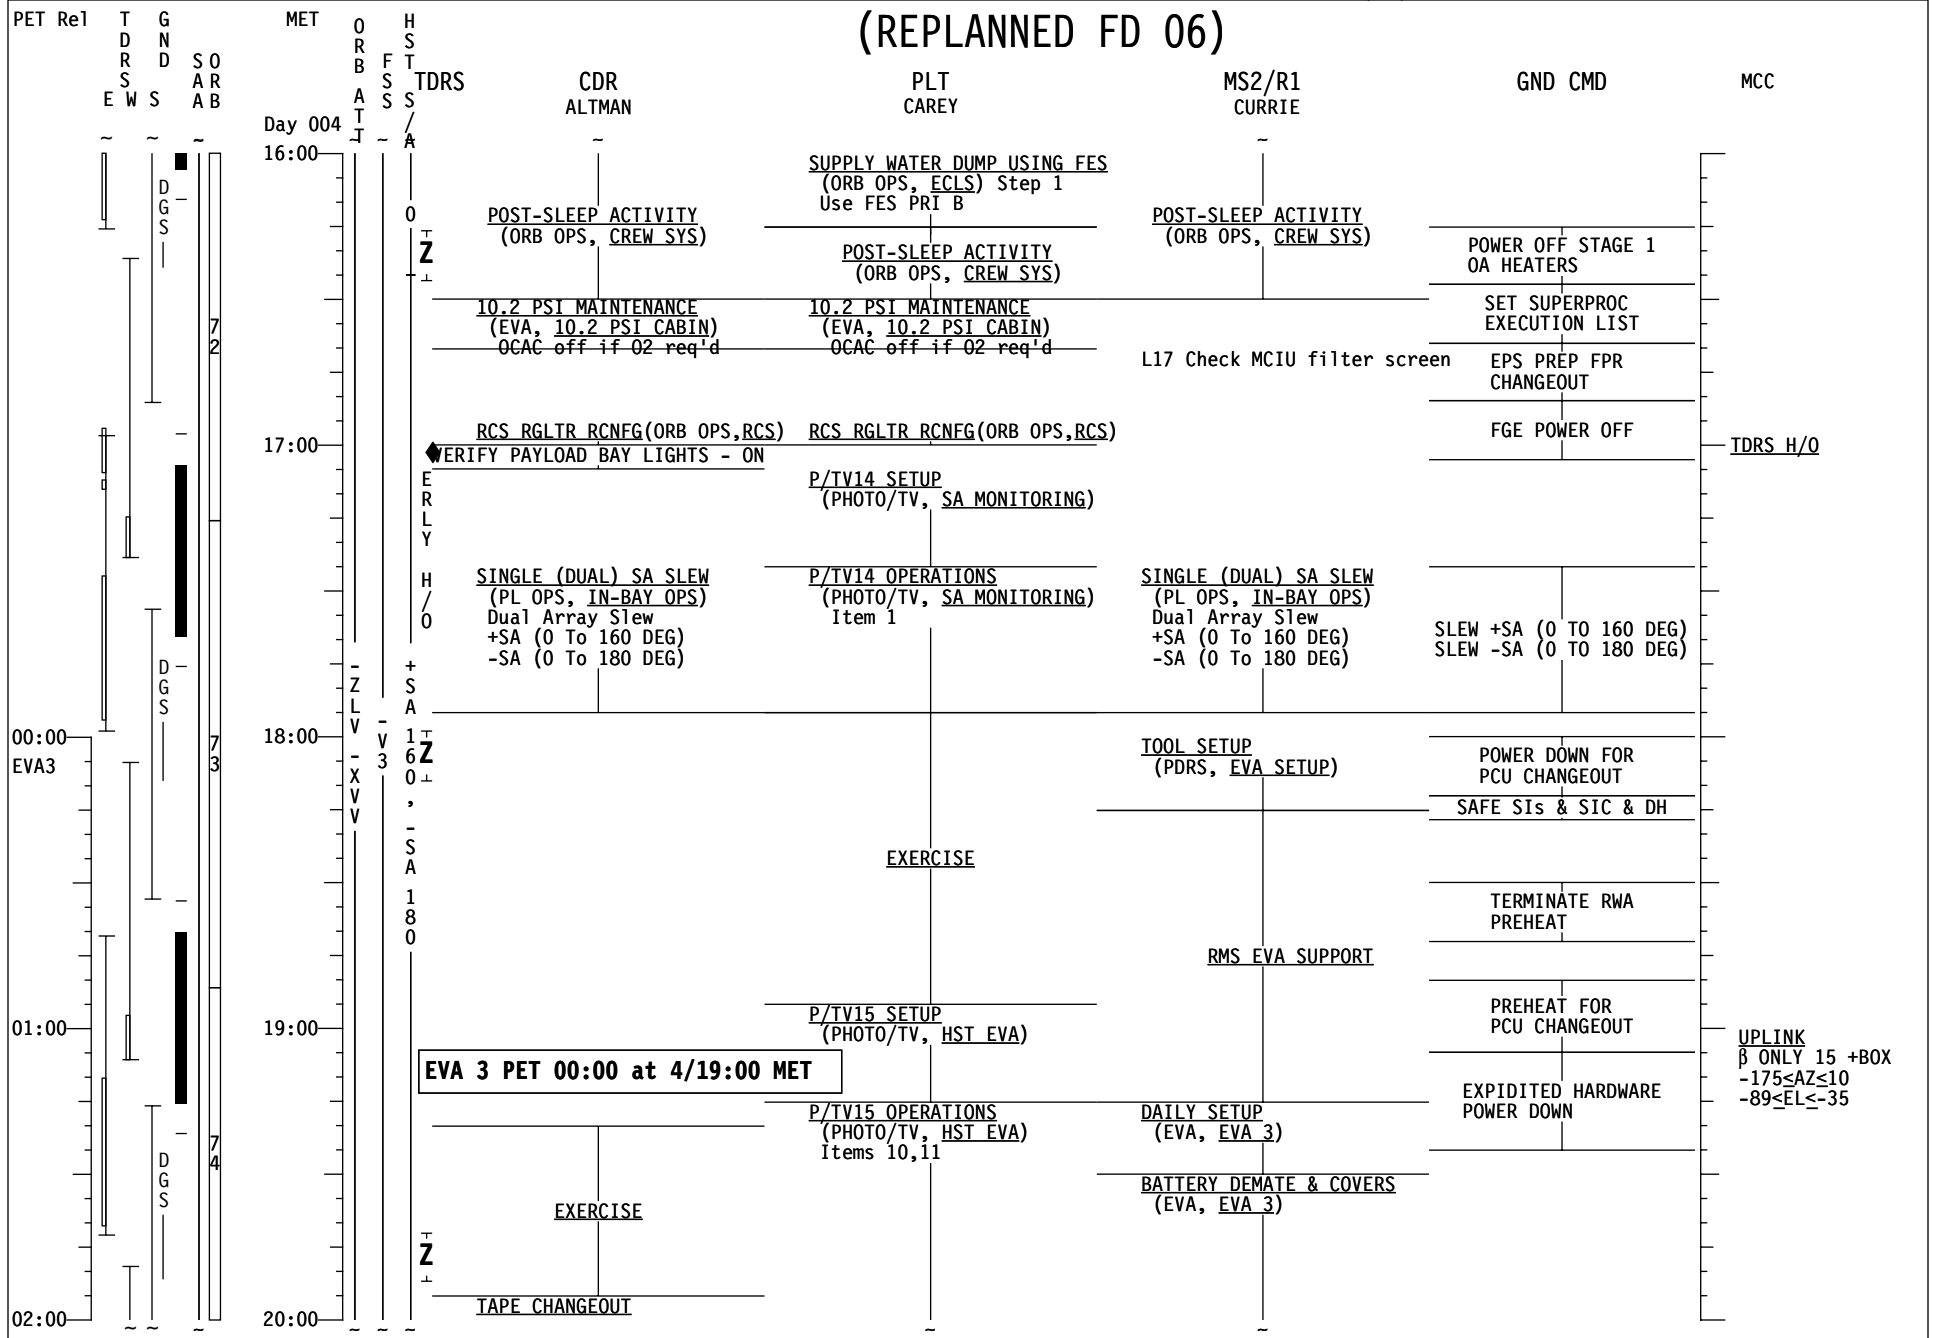 (REPLANNED FD 06)
PET Rel
TDRS
E W
GND
S
SAA
ORB
MET
ORB ATT
FSS
HST S/A
TDRS
CDR
ALTMAN
PLT
CAREY
MS2/R1
CURRIE
GND CMD
MCC
Day 004
16:00
DGS
0
Z
SUPPLY WATER DUMP USING FES
(ORB OPS, ECLS) Step 1
Use FES PRI B
POST-SLEEP ACTIVITY
(ORB OPS, CREW SYS)
POST-SLEEP ACTIVITY
(ORB OPS, CREW SYS)
POST-SLEEP ACTIVITY
(ORB OPS, CREW SYS)
POWER OFF STAGE 1
OA HEATERS
72
10.2 PSI MAINTENANCE
(EVA, 10.2 PSI CABIN)
OCAC off if O2 req'd
10.2 PSI MAINTENANCE
(EVA, 10.2 PSI CABIN)
OCAC off if O2 req'd
L17 Check MCIU filter screen
SET SUPERPROC
EXECUTION LIST
EPS PREP FPR
CHANGEOUT
RCS RGLTR RCNFG(ORB OPS,RCS)
RCS RGLTR RCNFG(ORB OPS,RCS)
FGE POWER OFF
17:00
TDRS H/O
VERIFY PAYLOAD BAY LIGHTS - ON
ERLY H/O
P/TV14 SETUP
(PHOTO/TV, SA MONITORING)
SINGLE (DUAL) SA SLEW
(PL OPS, IN-BAY OPS)
Dual Array Slew
+SA (0 To 160 DEG)
-SA (0 To 180 DEG)
P/TV14 OPERATIONS
(PHOTO/TV, SA MONITORING)
Item 1
SINGLE (DUAL) SA SLEW
(PL OPS, IN-BAY OPS)
Dual Array Slew
+SA (0 To 160 DEG)
-SA (0 To 180 DEG)
SLEW +SA (0 TO 160 DEG)
SLEW -SA (0 TO 180 DEG)
DGS
-ZLV -XVV
-V3
+SA 160, -SA 180
00:00
EVA3
73
18:00
Z
TOOL SETUP
(PDRS, EVA SETUP)
POWER DOWN FOR
PCU CHANGEOUT
SAFE SIs & SIC & DH
EXERCISE
TERMINATE RWA
PREHEAT
RMS EVA SUPPORT
01:00
19:00
P/TV15 SETUP
(PHOTO/TV, HST EVA)
PREHEAT FOR
PCU CHANGEOUT
UPLINK
β ONLY 15 +BOX
-175≤AZ≤10
-89≤EL≤-35
EVA 3 PET 00:00 at 4/19:00 MET
EXPIDITED HARDWARE
POWER DOWN
P/TV15 OPERATIONS
(PHOTO/TV, HST EVA)
Items 10,11
DAILY SETUP
(EVA, EVA 3)
74
DGS
BATTERY DEMATE & COVERS
(EVA, EVA 3)
EXERCISE
Z
TAPE CHANGEOUT
02:00
20:00